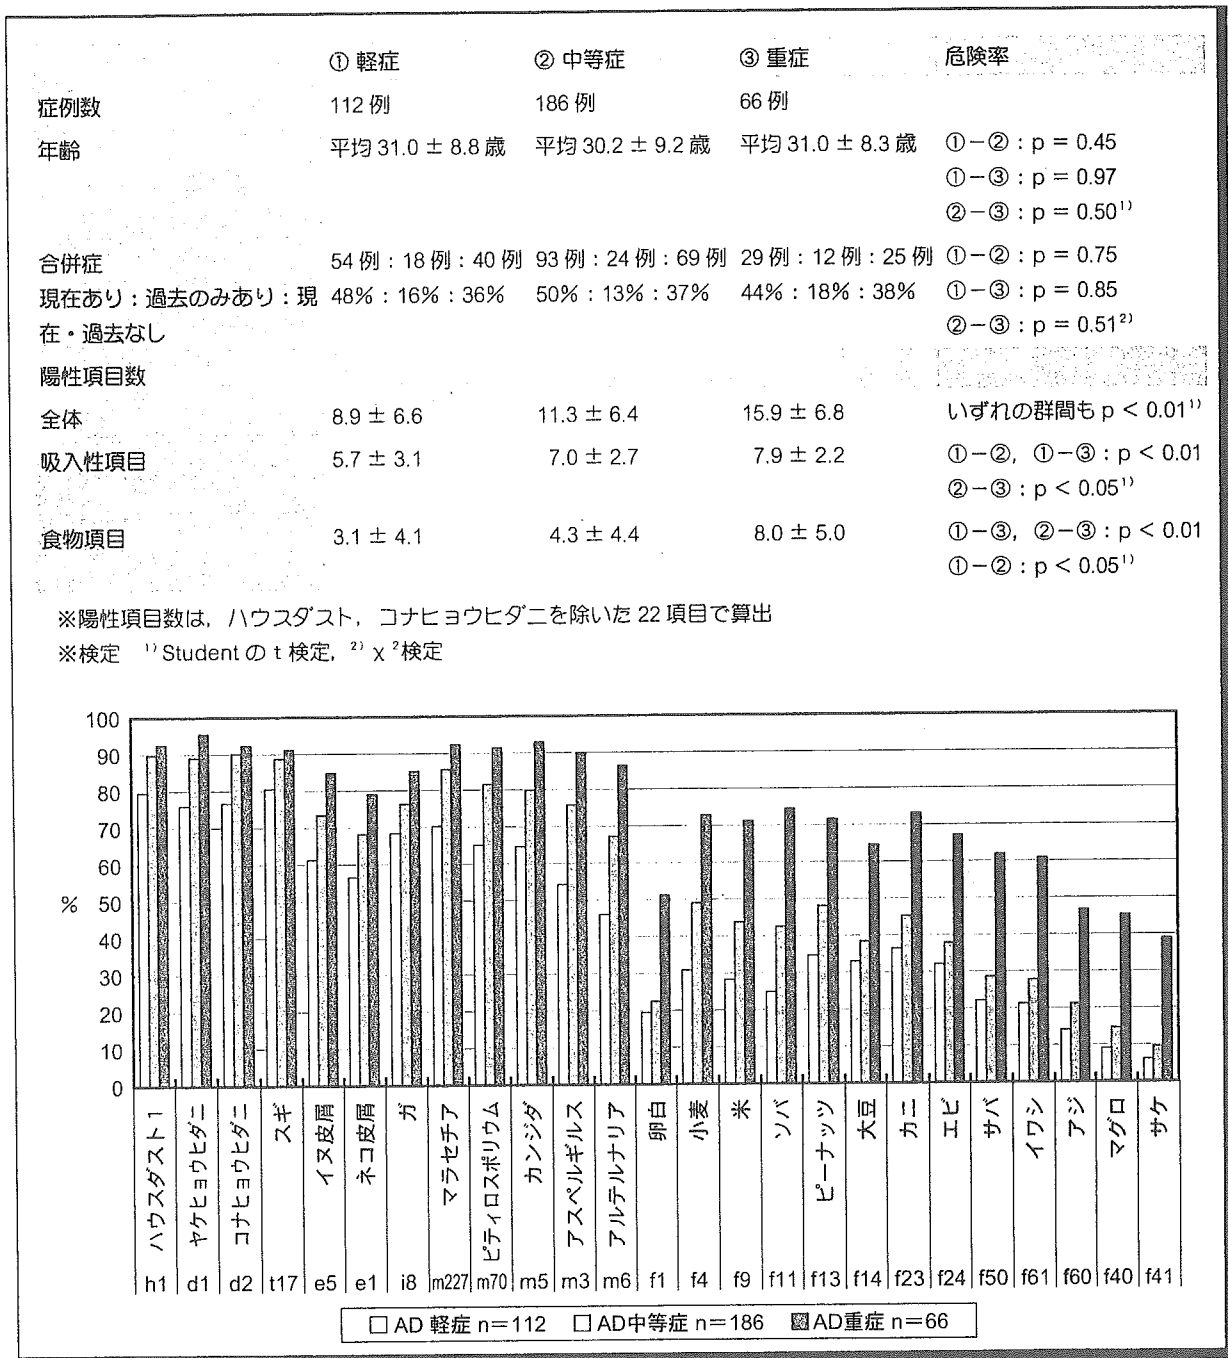 ① 軽症 ② 中等症 ③ 重症 危険率
症例数 112 例 186 例 66 例
年齢 平均 31.0 ± 8.8 歳 平均 30.2 ± 9.2 歳 平均 31.0 ± 8.3 歳 ①−② : p = 0.45
①−③ : p = 0.97
②−③ : p = 0.50¹⁾
合併症 54 例 : 18 例 : 40 例 93 例 : 24 例 : 69 例 29 例 : 12 例 : 25 例 ①−② : p = 0.75
現在あり : 過去のみあり : 現 48% : 16% : 36% 50% : 13% : 37% 44% : 18% : 38% ①−③ : p = 0.85
在・過去なし ②−③ : p = 0.51²⁾
陽性項目数
全体 8.9 ± 6.6 11.3 ± 6.4 15.9 ± 6.8 いずれの群間も p < 0.01¹⁾
吸入性項目 5.7 ± 3.1 7.0 ± 2.7 7.9 ± 2.2 ①−②, ①−③ : p < 0.01
②−③ : p < 0.05¹⁾
食物項目 3.1 ± 4.1 4.3 ± 4.4 8.0 ± 5.0 ①−③, ②−③ : p < 0.01
①−② : p < 0.05¹⁾
※陽性項目数は, ハウスダスト, コナヒョウヒダニを除いた 22 項目で算出
※検定 ¹⁾ Student の t 検定, ²⁾ χ²検定
100
90
80
70
60
%
50
40
30
20
10
0
ハウスダスト 1 ヤケヒョウヒダニ コナヒョウヒダニ スギ イヌ皮屑 ネコ皮屑 ガ マラセチア ピティロスポリウム カンジダ アスペルギルス アルテルナリア 卵白 小麦 米 ソバ ピーナッツ 大豆 カニ エビ サバ イワシ アジ マグロ サケ
h1 d1 d2 t17 e5 e1 i8 m227 m70 m5 m3 m6 f1 f4 f9 f11 f13 f14 f23 f24 f50 f61 f60 f40 f41
AD 軽症 n=112 AD中等症 n=186 AD重症 n=66